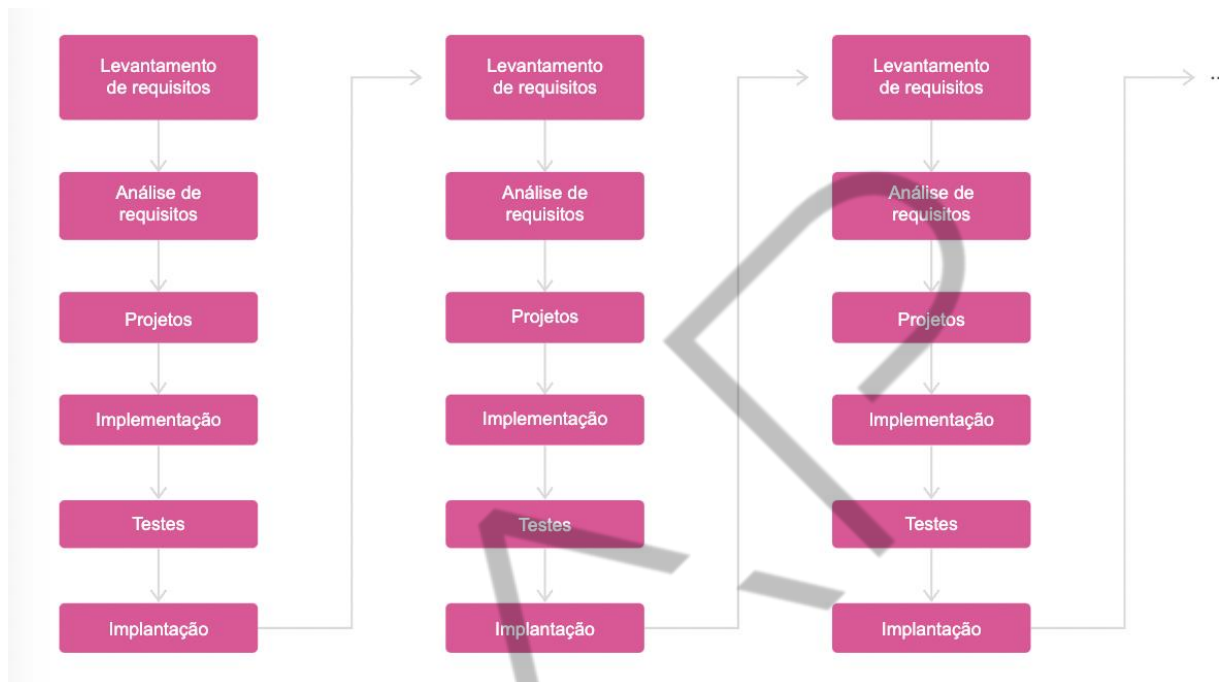 Levantamento
de requisitos
Análise de
requisitos
Projetos
Implementação
Testes
Implantação
Levantamento
de requisitos
Análise de
requisitos
Projetos
Implementação
Testes
Implantação
Levantamento
de requisitos
Análise de
requisitos
Projetos
Implementação
Testes
Implantação
..